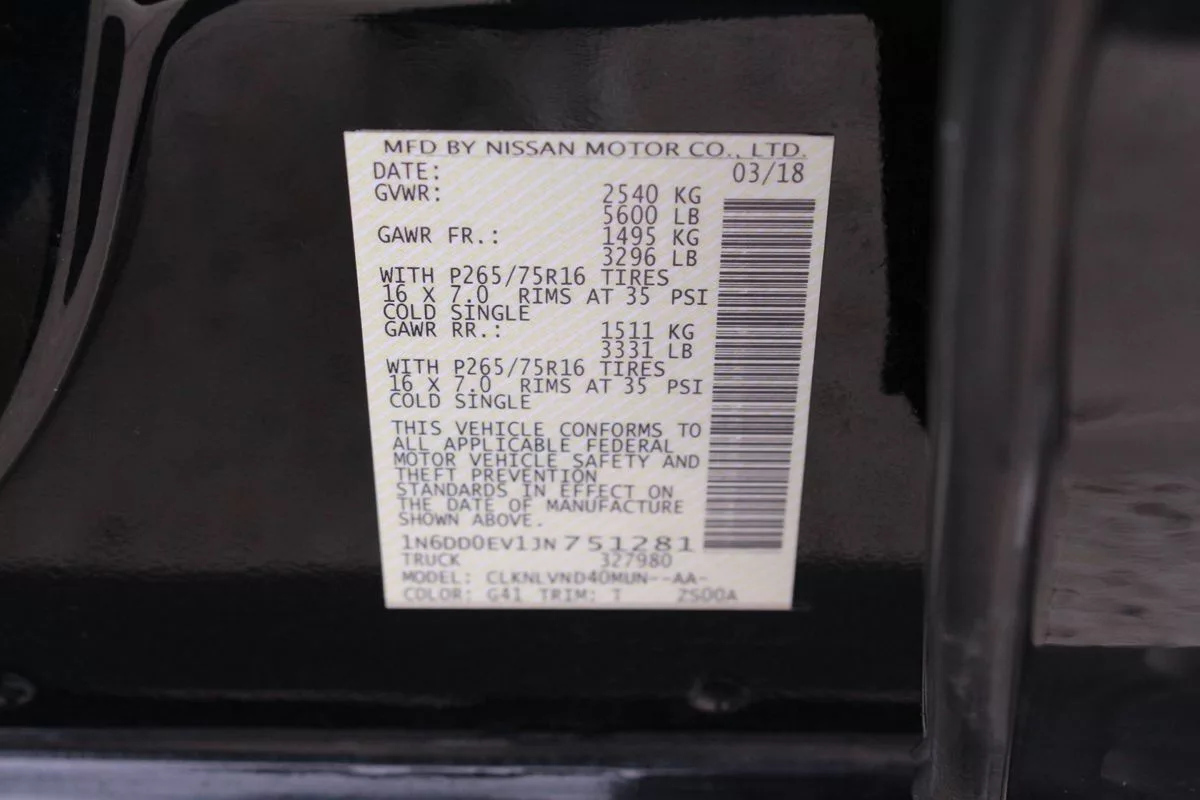 MFD BY NISSAN MOTOR CO., LTD.
DATE: 03/18
GVWR: 2540 KG
5600 LB
GAWR FR.: 1495 KG
3296 LB
WITH P265/75R16 TIRES
16 X 7.0 RIMS AT 35 PSI
COLD SINGLE
GAWR RR.: 1511 KG
3331 LB
WITH P265/75R16 TIRES
16 X 7.0 RIMS AT 35 PSI
COLD SINGLE
THIS VEHICLE CONFORMS TO
ALL APPLICABLE FEDERAL
MOTOR VEHICLE SAFETY AND
THEFT PREVENTION
STANDARDS IN EFFECT ON
THE DATE OF MANUFACTURE
SHOWN ABOVE.
1N6DD0EV1JN751281
TRUCK 327980
MODEL: CLKNLVND40MUN--AA-
COLOR: G41 TRIM: T ZS00A